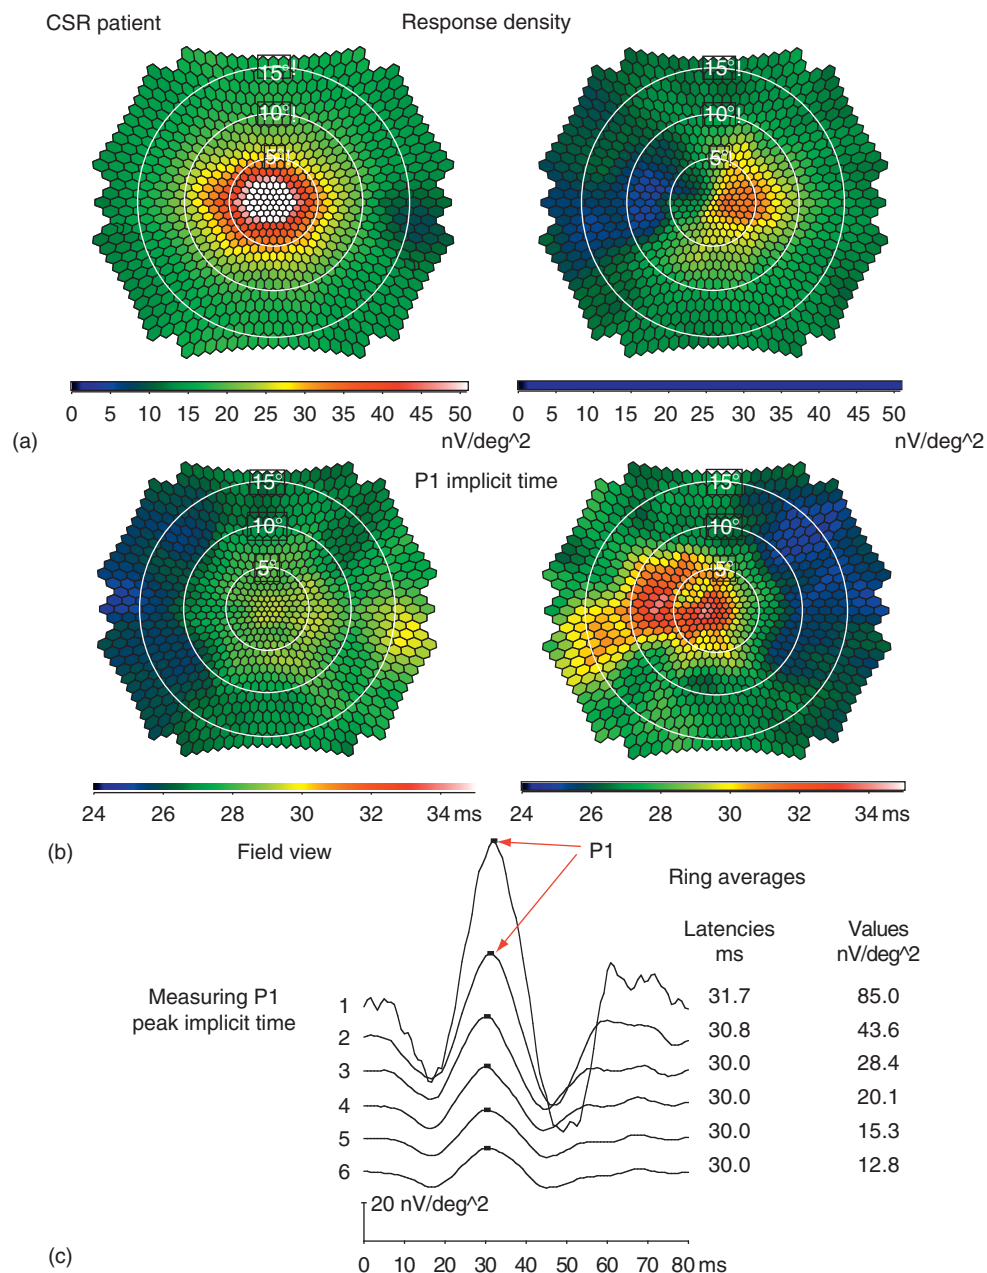 CSR patient
Response density
15°
10°
5°
15°
10°
5°
0 5 10 15 20 25 30 35 40 45 50
nV/deg^2
0 5 10 15 20 25 30 35 40 45 50
nV/deg^2
(a)
P1 implicit time
15°
10°
5°
15°
10°
5°
24 26 28 30 32 34 ms
24 26 28 30 32 34 ms
(b)
Field view
P1
Ring averages
Latencies
ms
Values
nV/deg^2
Measuring P1
peak implicit time
1 31.7 85.0
2 30.8 43.6
3 30.0 28.4
4 30.0 20.1
5 30.0 15.3
6 30.0 12.8
20 nV/deg^2
0 10 20 30 40 50 60 70 80 ms
(c)